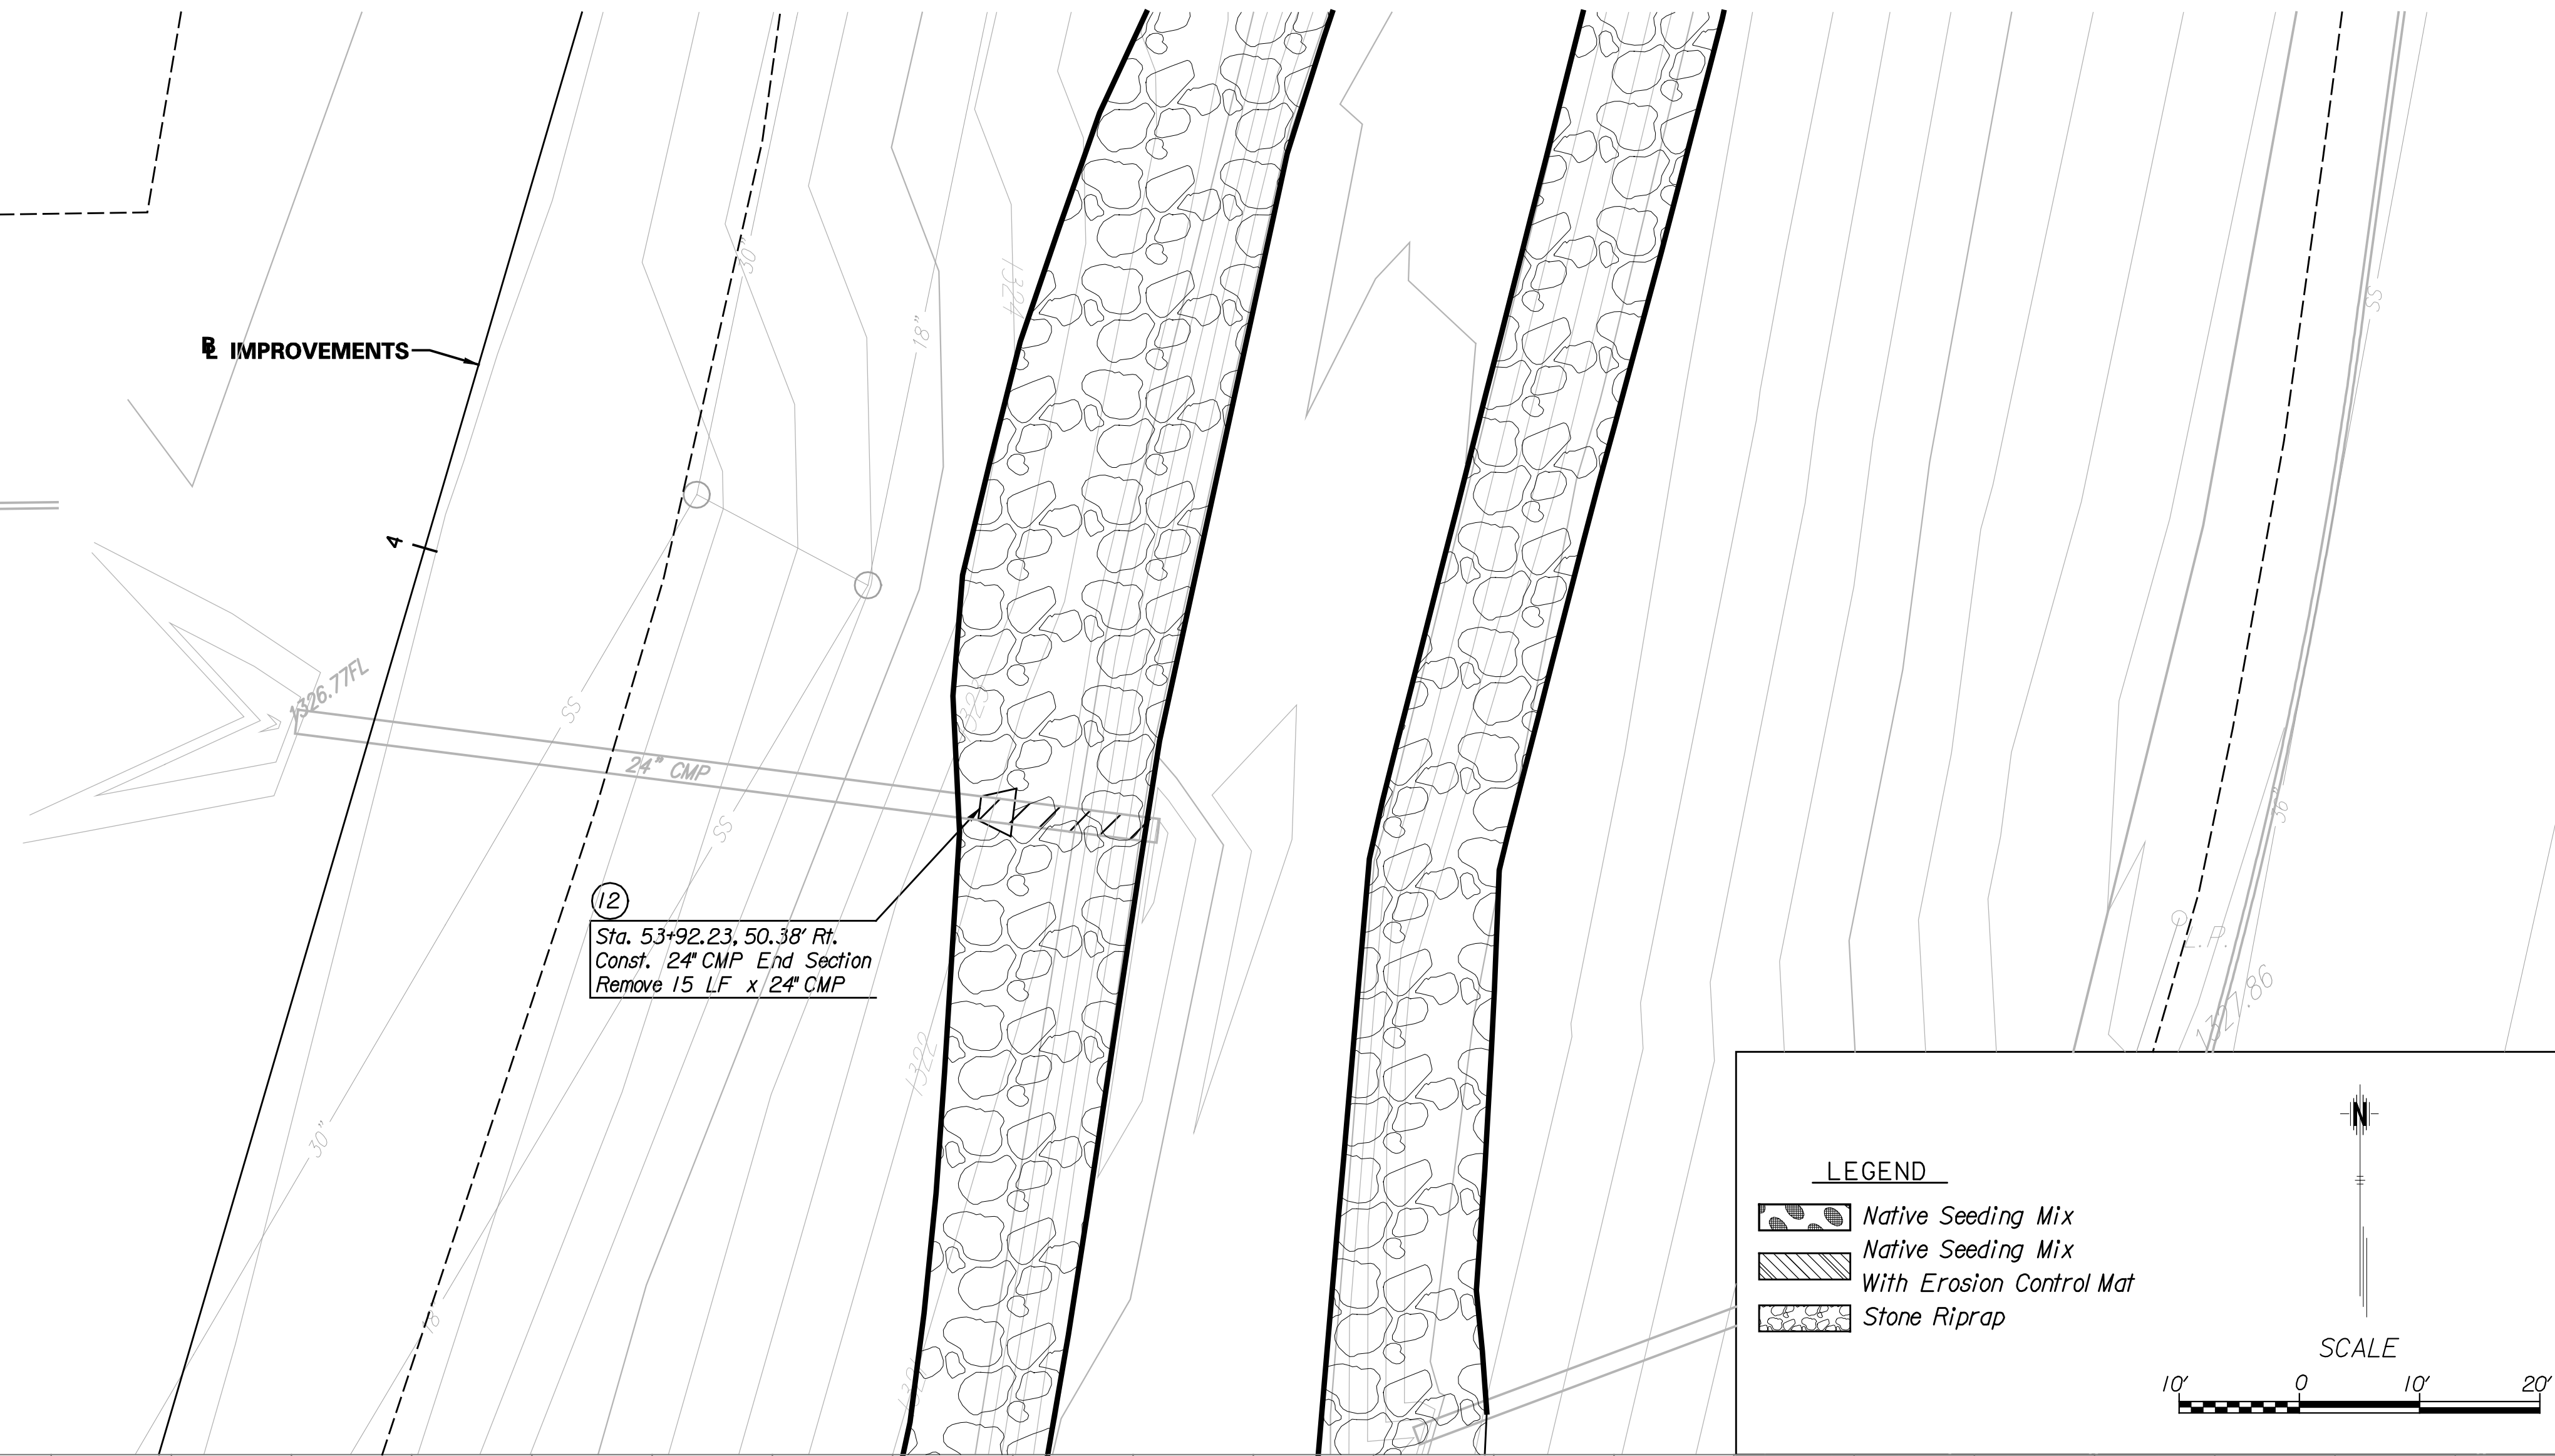 30"
SS
1324
18"
BL IMPROVEMENTS
4
1326.77FL
SS
24" CMP
SS
36"
12
Sta. 53+92.23, 50.38' Rt.
Const. 24" CMP End Section
Remove 15 LF x 24" CMP
L.P.
1327.86
1322
30"
N
LEGEND
Native Seeding Mix
Native Seeding Mix
With Erosion Control Mat
Stone Riprap
18"
SCALE
10' 0 10' 20'